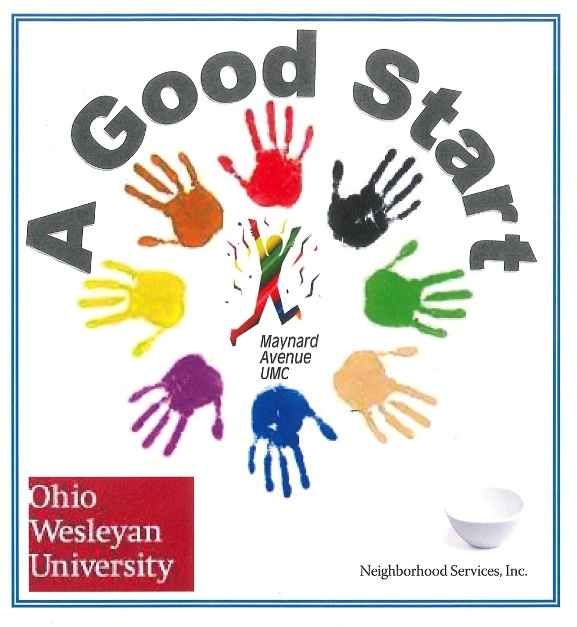 A Good Start
Maynard
Avenue
UMC
Ohio
Wesleyan
University
Neighborhood Services, Inc.